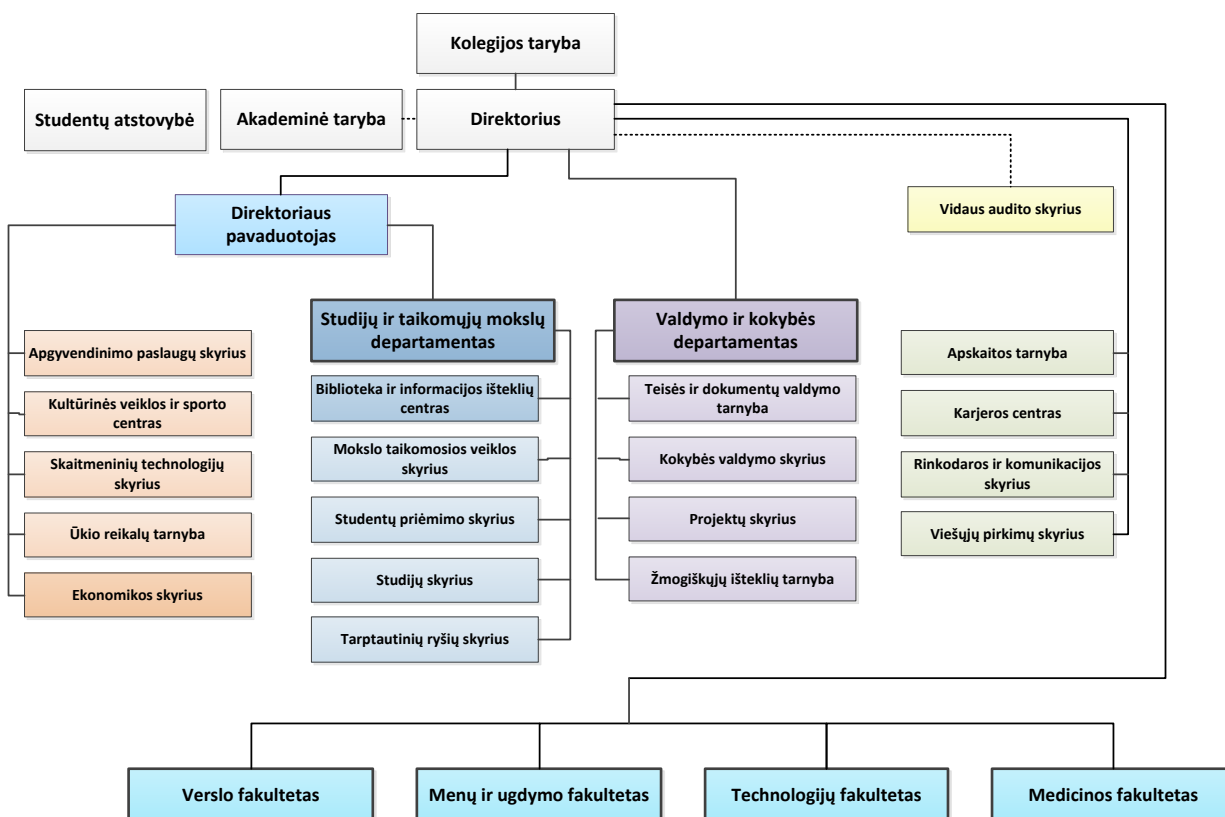 Kolegijos taryba
Studentų atstovybė
Akademinė taryba
Direktorius
Direktoriaus
pavaduotojas
Vidaus audito skyrius
Studijų ir taikomųjų mokslų
departamentas
Valdymo ir kokybės
departamentas
Apgyvendinimo paslaugų skyrius
Kultūrinės veiklos ir sporto
centras
Skaitmeninių technologijų
skyrius
Ūkio reikalų tarnyba
Ekonomikos skyrius
Biblioteka ir informacijos išteklių
centras
Mokslo taikomosios veiklos
skyrius
Studentų priėmimo skyrius
Studijų skyrius
Tarptautinių ryšių skyrius
Teisės ir dokumentų valdymo
tarnyba
Kokybės valdymo skyrius
Projektų skyrius
Žmogiškųjų išteklių tarnyba
Apskaitos tarnyba
Karjeros centras
Rinkodaros ir komunikacijos
skyrius
Viešųjų pirkimų skyrius
Verslo fakultetas
Menų ir ugdymo fakultetas
Technologijų fakultetas
Medicinos fakultetas